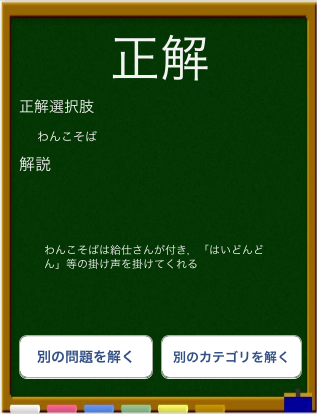 正解
正解選択肢
わんこそば
解説
わんこそばは給仕さんが付き，「はいどんど
ん」等の掛け声を掛けてくれる
別の問題を解く
別のカテゴリを解く